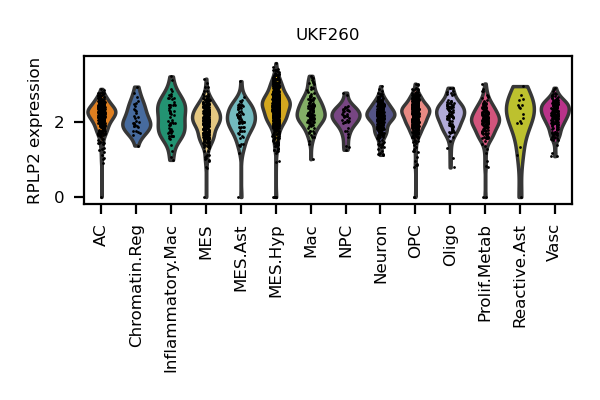 UKF260
RPLP2 expression
2
0
AC
Chromatin.Reg
Inflammatory.Mac
MES
MES.Ast
MES.Hyp
Mac
NPC
Neuron
OPC
Oligo
Prolif.Metab
Reactive.Ast
Vasc